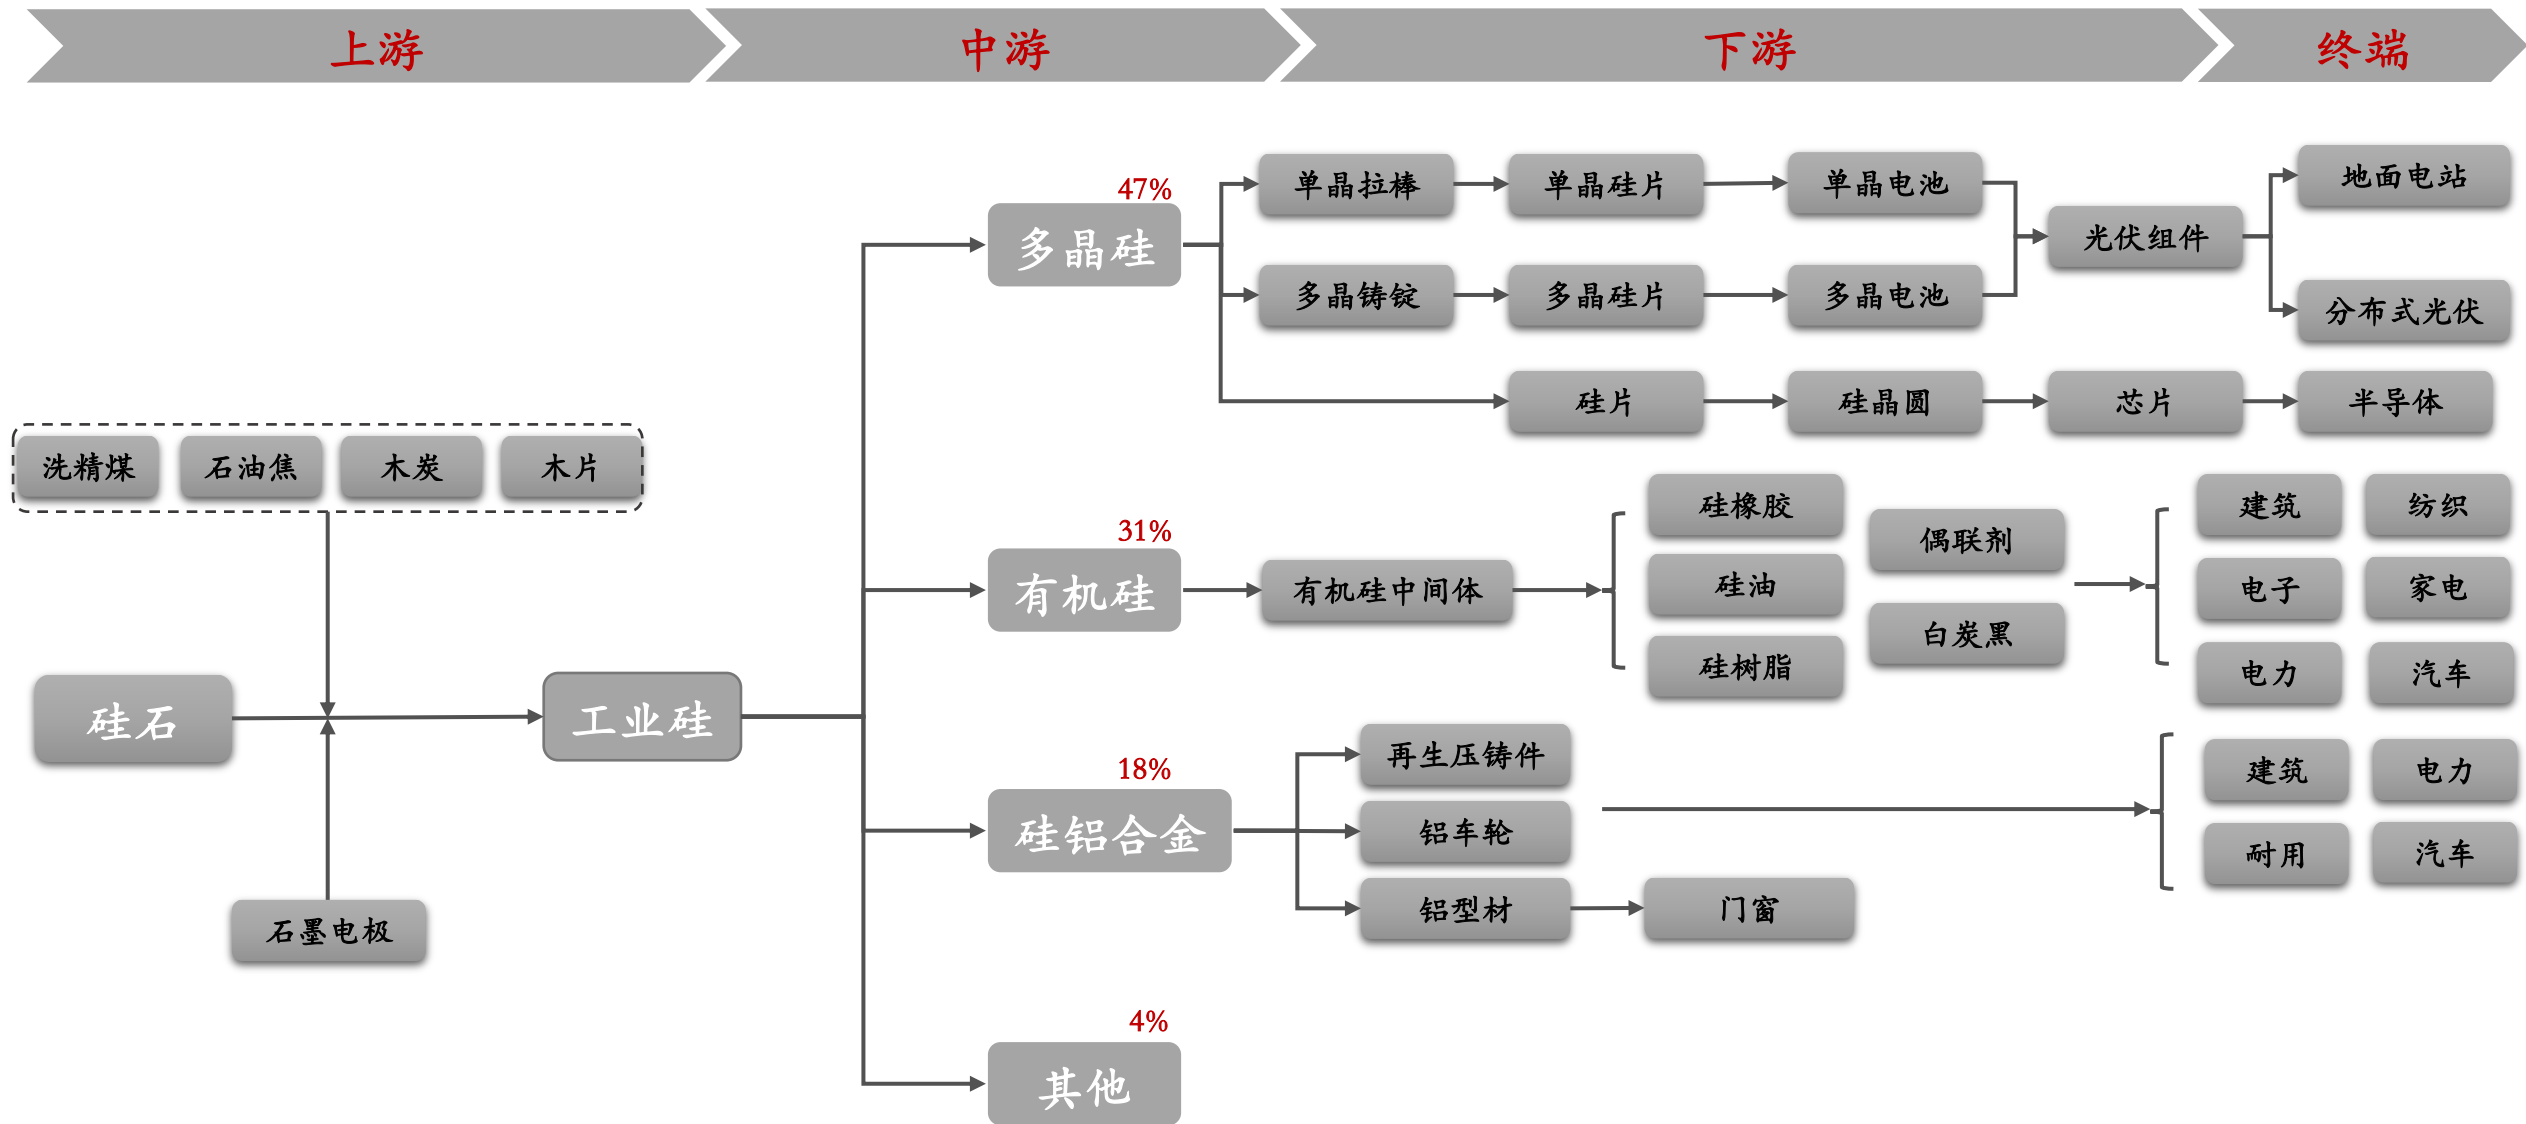 上游
中游
下游
终端
47%
多晶硅
单晶拉棒
单晶硅片
单晶电池
多晶铸锭
多晶硅片
多晶电池
光伏组件
地面电站
分布式光伏
硅片
硅晶圆
芯片
半导体
洗精煤
石油焦
木炭
木片
硅石
石墨电极
工业硅
31%
有机硅
有机硅中间体
硅橡胶
硅油
硅树脂
偶联剂
白炭黑
建筑
纺织
电子
家电
电力
汽车
18%
硅铝合金
再生压铸件
铝车轮
铝型材
门窗
建筑
电力
耐用
汽车
4%
其他